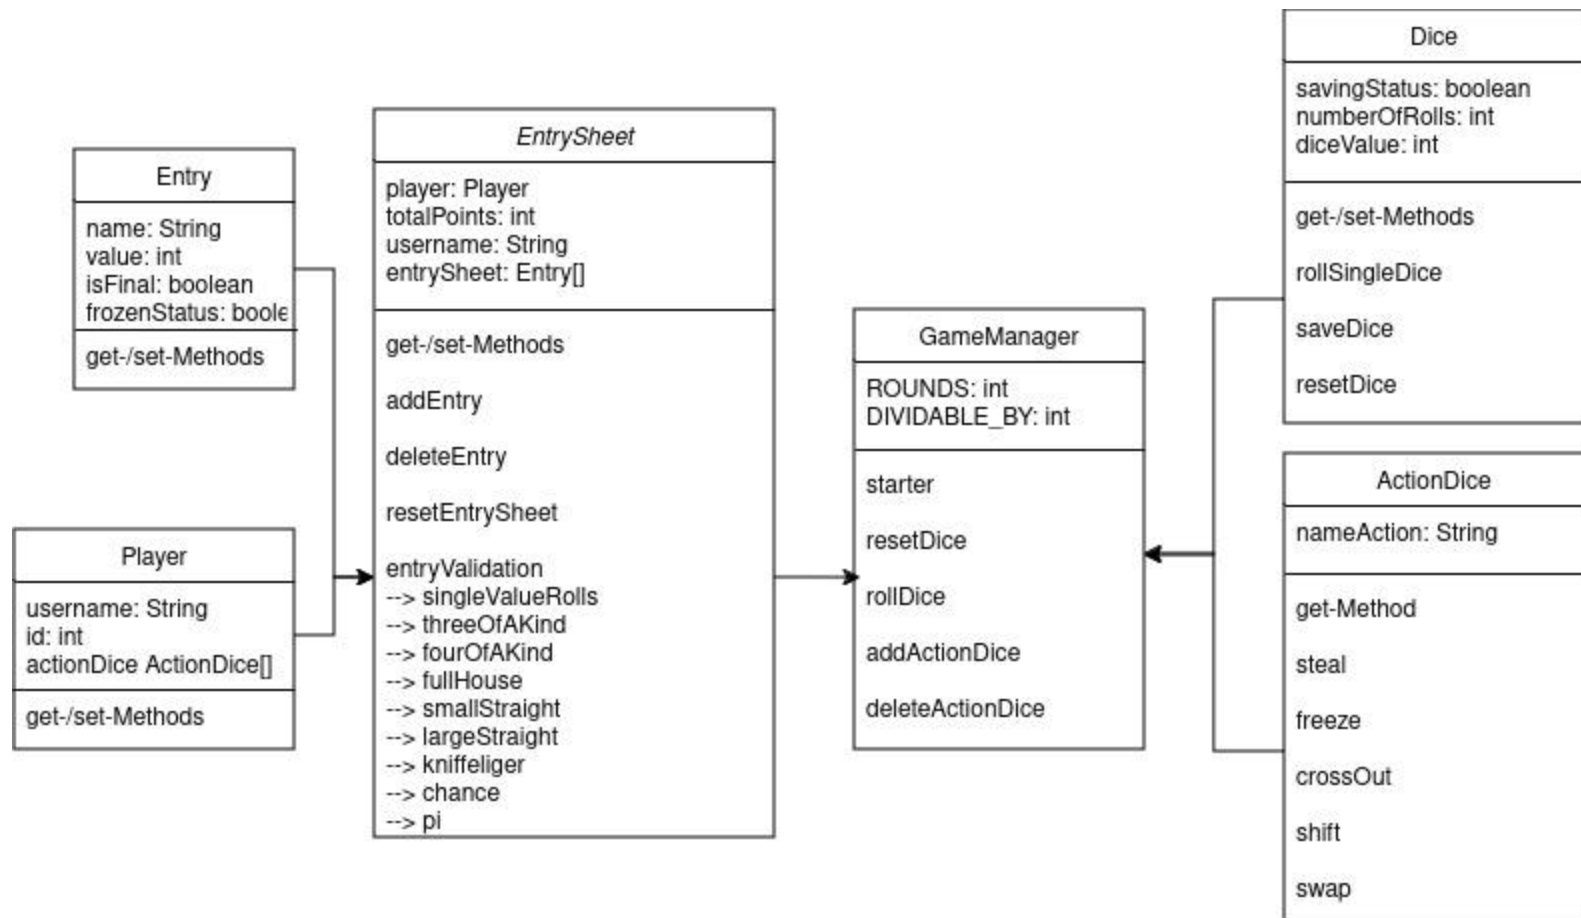 Entry
name: String
value: int
isFinal: boolean
frozenStatus: boole
get-/set-Methods
Player
username: String
id: int
actionDice ActionDice[]
get-/set-Methods
EntrySheet
player: Player
totalPoints: int
username: String
entrySheet: Entry[]
get-/set-Methods
addEntry
deleteEntry
resetEntrySheet
entryValidation
--> singleValueRolls
--> threeOfAKind
--> fourOfAKind
--> fullHouse
--> smallStraight
--> largeStraight
--> kniffeliger
--> chance
--> pi
GameManager
ROUNDS: int
DIVIDABLE_BY: int
starter
resetDice
rollDice
addActionDice
deleteActionDice
Dice
savingStatus: boolean
numberOfRolls: int
diceValue: int
get-/set-Methods
rollSingleDice
saveDice
resetDice
ActionDice
nameAction: String
get-Method
steal
freeze
crossOut
shift
swap